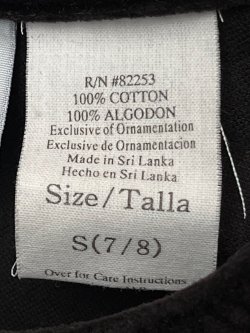 R/N #82253
100% COTTON
100% ALGODON
Exclusive of Ornamentation
Exclusive de Ornamentación
Made in Sri Lanka
Hecho en Sri Lanka
Size/Talla
S(7/8)
Over for Care Instructions